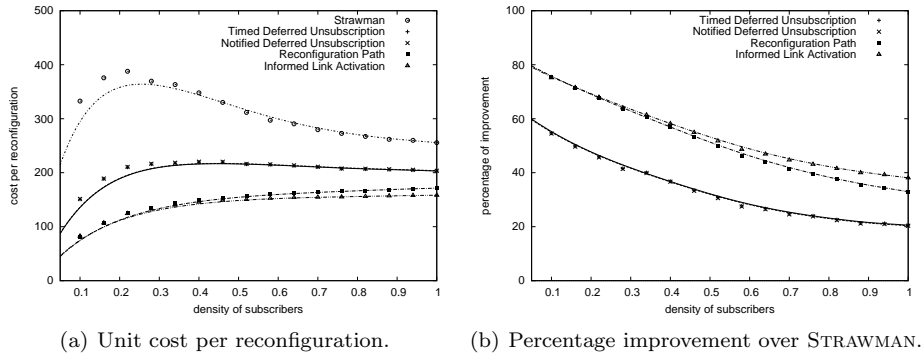 500
400
300
200
100
0
cost per reconfiguration
0.1 0.2 0.3 0.4 0.5 0.6 0.7 0.8 0.9 1
density of subscribers
Strawman
Timed Deferred Unsubscription
Notified Deferred Unsubscription
Reconfiguration Path
Informed Link Activation
(a) Unit cost per reconfiguration.
100
80
60
40
20
0
percentage of improvement
0.1 0.2 0.3 0.4 0.5 0.6 0.7 0.8 0.9 1
density of subscribers
Timed Deferred Unsubscription
Notified Deferred Unsubscription
Reconfiguration Path
Informed Link Activation
(b) Percentage improvement over STRAWMAN.